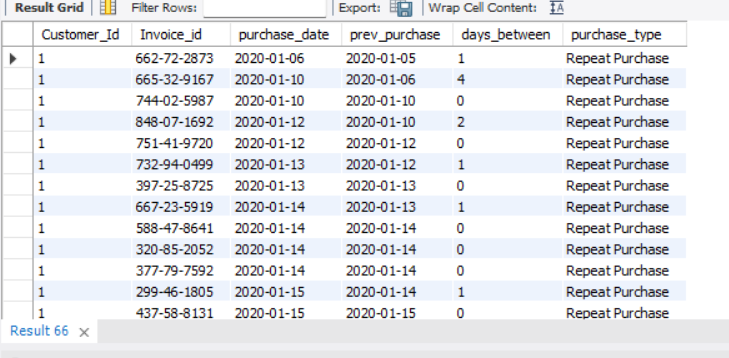 Result Grid Filter Rows: Export: Wrap Cell Content: IA
Customer_Id Invoice_id purchase_date prev_purchase days_between purchase_type
1 662-72-2873 2020-01-06 2020-01-05 1 Repeat Purchase
1 665-32-9167 2020-01-10 2020-01-06 4 Repeat Purchase
1 744-02-5987 2020-01-10 2020-01-10 0 Repeat Purchase
1 848-07-1692 2020-01-12 2020-01-10 2 Repeat Purchase
1 751-41-9720 2020-01-12 2020-01-12 0 Repeat Purchase
1 732-94-0499 2020-01-13 2020-01-12 1 Repeat Purchase
1 397-25-8725 2020-01-13 2020-01-13 0 Repeat Purchase
1 667-23-5919 2020-01-14 2020-01-13 1 Repeat Purchase
1 588-47-8641 2020-01-14 2020-01-14 0 Repeat Purchase
1 320-85-2052 2020-01-14 2020-01-14 0 Repeat Purchase
1 377-79-7592 2020-01-14 2020-01-14 0 Repeat Purchase
1 299-46-1805 2020-01-15 2020-01-14 1 Repeat Purchase
1 437-58-8131 2020-01-15 2020-01-15 0 Repeat Purchase
Result 66